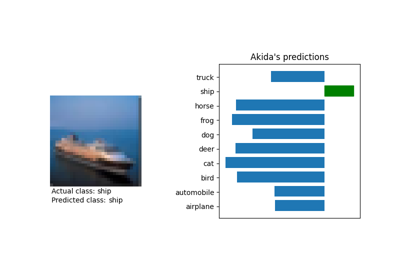 Akida's predictions
truck
ship
horse
frog
dog
deer
cat
bird
automobile
airplane
Actual class: ship
Predicted class: ship